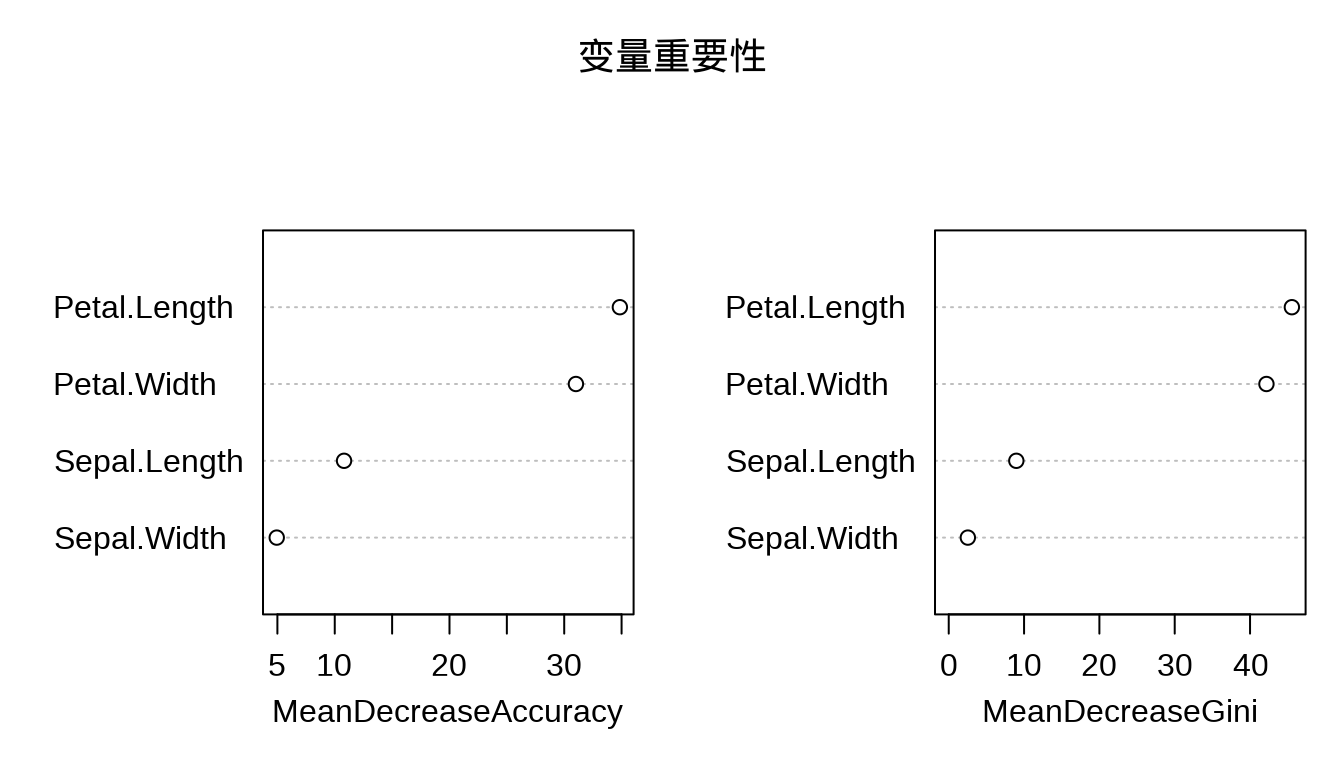 变量重要性
Petal.Length
Petal.Width
Sepal.Length
Sepal.Width
5 10 20 30
MeanDecreaseAccuracy
Petal.Length
Petal.Width
Sepal.Length
Sepal.Width
0 10 20 30 40
MeanDecreaseGini